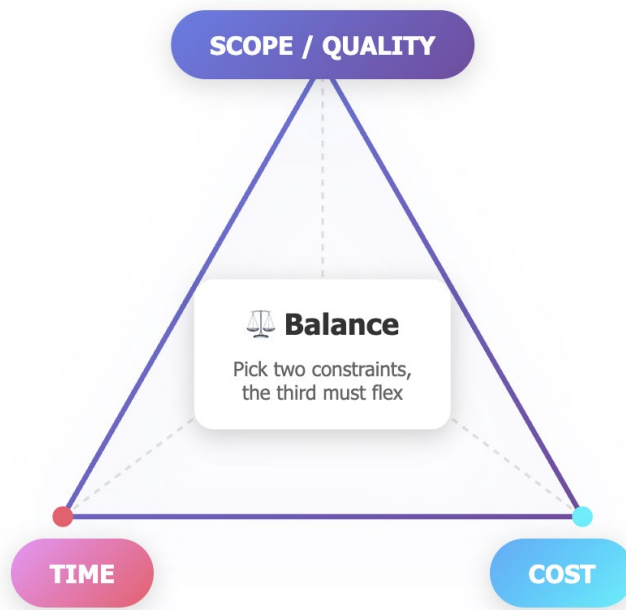 SCOPE / QUALITY
⚖️ Balance
Pick two constraints,
the third must flex
TIME
COST